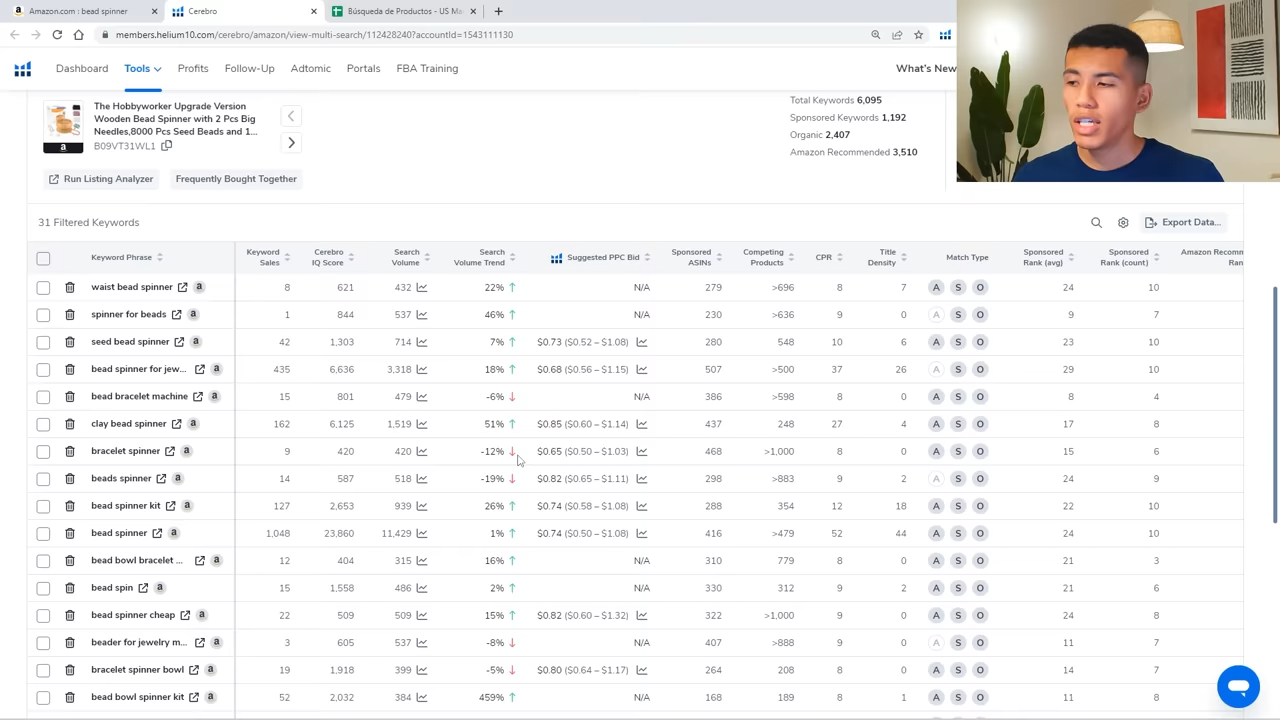 Amazon.com : bead spinner
Cerebro
Búsqueda de Productos - US Ma
members.helium10.com/cerebro/amazon/view-multi-search/112428240?accountId=1543111130
Dashboard Tools Profits Follow-Up Adtomic Portals FBA Training What's New
The Hobbyworker Upgrade Version
Wooden Bead Spinner with 2 Pcs Big
Needles,8000 Pcs Seed Beads and 1...
B09VT31WL1
Total Keywords 6,095
Sponsored Keywords 1,192
Organic 2,407
Amazon Recommended 3,510
Run Listing Analyzer Frequently Bought Together
31 Filtered Keywords Export Data...
Keyword Phrase Keyword Sales Cerebro IQ Score Search Volume Search Volume Trend Suggested PPC Bid Sponsored ASINs Competing Products CPR Title Density Match Type Sponsored Rank (avg) Sponsored Rank (count) Amazon Recomm Ran
waist bead spinner a 8 621 432 22% N/A 279 >696 8 7 A S O 24 10
spinner for beads a 1 844 537 46% N/A 230 >636 9 0 A S O 9 7
seed bead spinner a 42 1,303 714 7% $0.73 ($0.52 – $1.08) 280 548 10 6 A S O 23 10
bead spinner for jew... a 435 6,636 3,318 18% $0.68 ($0.56 – $1.15) 507 >500 37 26 A S O 29 10
bead bracelet machine a 15 801 479 -6% N/A 386 >598 8 0 A S O 8 4
clay bead spinner a 162 6,125 1,519 51% $0.85 ($0.60 – $1.14) 437 248 27 4 A S O 17 8
bracelet spinner a 9 420 420 -12% $0.65 ($0.50 – $1.03) 468 >1,000 8 0 A S O 15 6
beads spinner a 14 587 518 -19% $0.82 ($0.65 – $1.11) 298 >883 9 2 A S O 24 9
bead spinner kit a 127 2,653 939 26% $0.74 ($0.58 – $1.08) 288 354 12 18 A S O 22 10
bead spinner a 1,048 23,860 11,429 1% $0.74 ($0.50 – $1.08) 416 >479 52 44 A S O 24 10
bead bowl bracelet ... a 12 404 315 16% N/A 310 779 8 0 A S O 21 3
bead spin a 15 1,558 486 2% N/A 330 312 9 2 A S O 21 6
bead spinner cheap a 22 509 509 15% $0.82 ($0.60 – $1.32) 322 >1,000 9 0 A S O 24 8
beader for jewelry m... a 3 605 537 -8% N/A 407 >888 9 0 A S O 11 7
bracelet spinner bowl a 19 1,918 399 -5% $0.80 ($0.64 – $1.17) 264 208 8 0 A S O 14 7
bead bowl spinner kit a 52 2,032 384 459% N/A 168 189 8 1 A S O 11 8